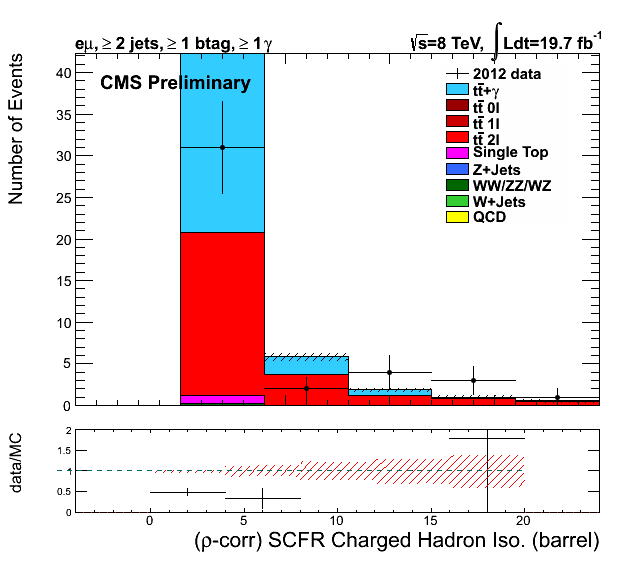 eμ, ≥ 2 jets, ≥ 1 btag, ≥ 1 γ
√s=8 TeV, ∫Ldt=19.7 fb⁻¹
CMS Preliminary
Number of Events
40
35
30
25
20
15
10
5
0
2012 data
tt̄+γ
tt̄ 0l
tt̄ 1l
tt̄ 2l
Single Top
Z+Jets
WW/ZZ/WZ
W+Jets
QCD
data/MC
2
1.5
1
0.5
0
0 5 10 15 20
(ρ-corr) SCFR Charged Hadron Iso. (barrel)